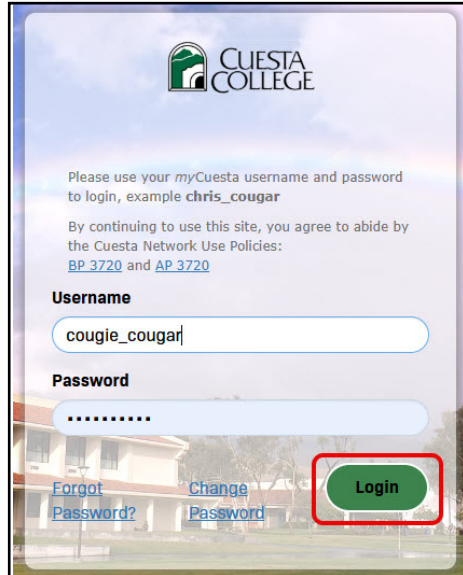 CUESTA
COLLEGE
Please use your myCuesta username and password
to login, example chris_cougar
By continuing to use this site, you agree to abide by
the Cuesta Network Use Policies:
BP 3720 and AP 3720
Username
cougie_cougar
Password
••••••••••
Forgot Change Login
Password? Password